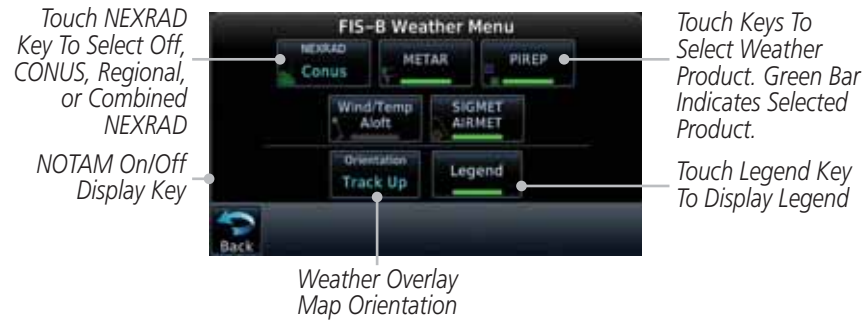 Touch NEXRAD
Key To Select Off,
CONUS, Regional,
or Combined
NEXRAD
NOTAM On/Off
Display Key
FIS-B Weather Menu
NEXRAD
Conus
METAR
PIREP
Wind/Temp
Aloft
SIGMET
AIRMET
Orientation
Track Up
Legend
Back
Touch Keys To
Select Weather
Product. Green Bar
Indicates Selected
Product.
Touch Legend Key
To Display Legend
Weather Overlay
Map Orientation